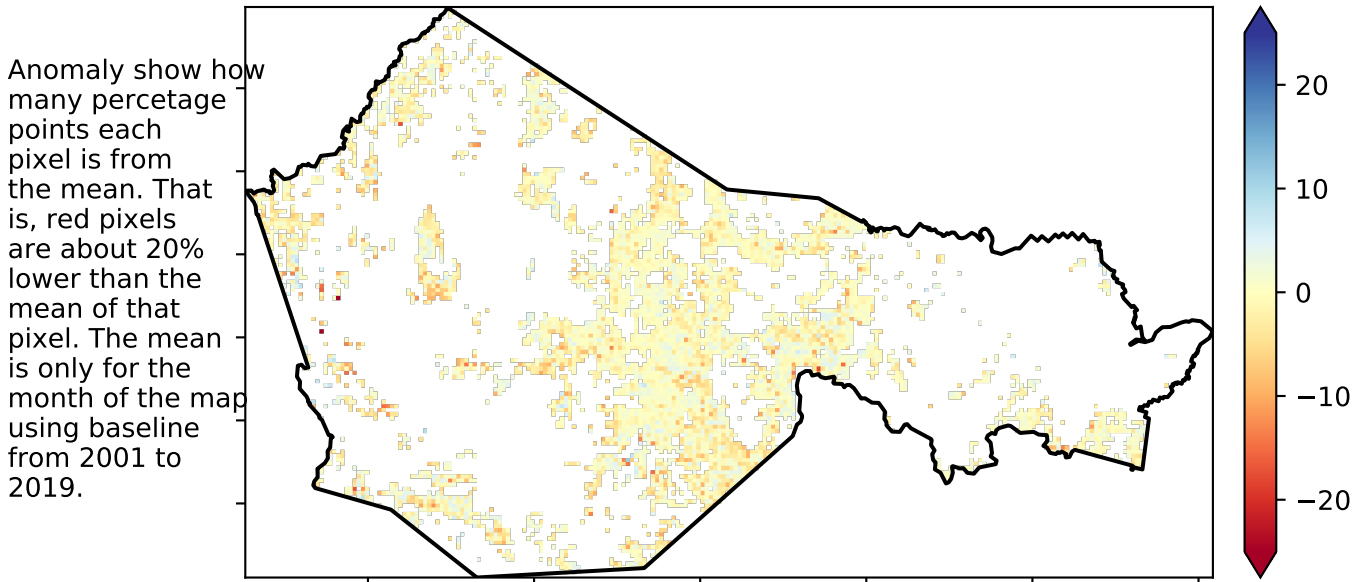 Anomaly show how
many percetage
points each
pixel is from
the mean. That
is, red pixels
are about 20%
lower than the
mean of that
pixel. The mean
is only for the
month of the map
using baseline
from 2001 to
2019.
20
10
0
−10
−20